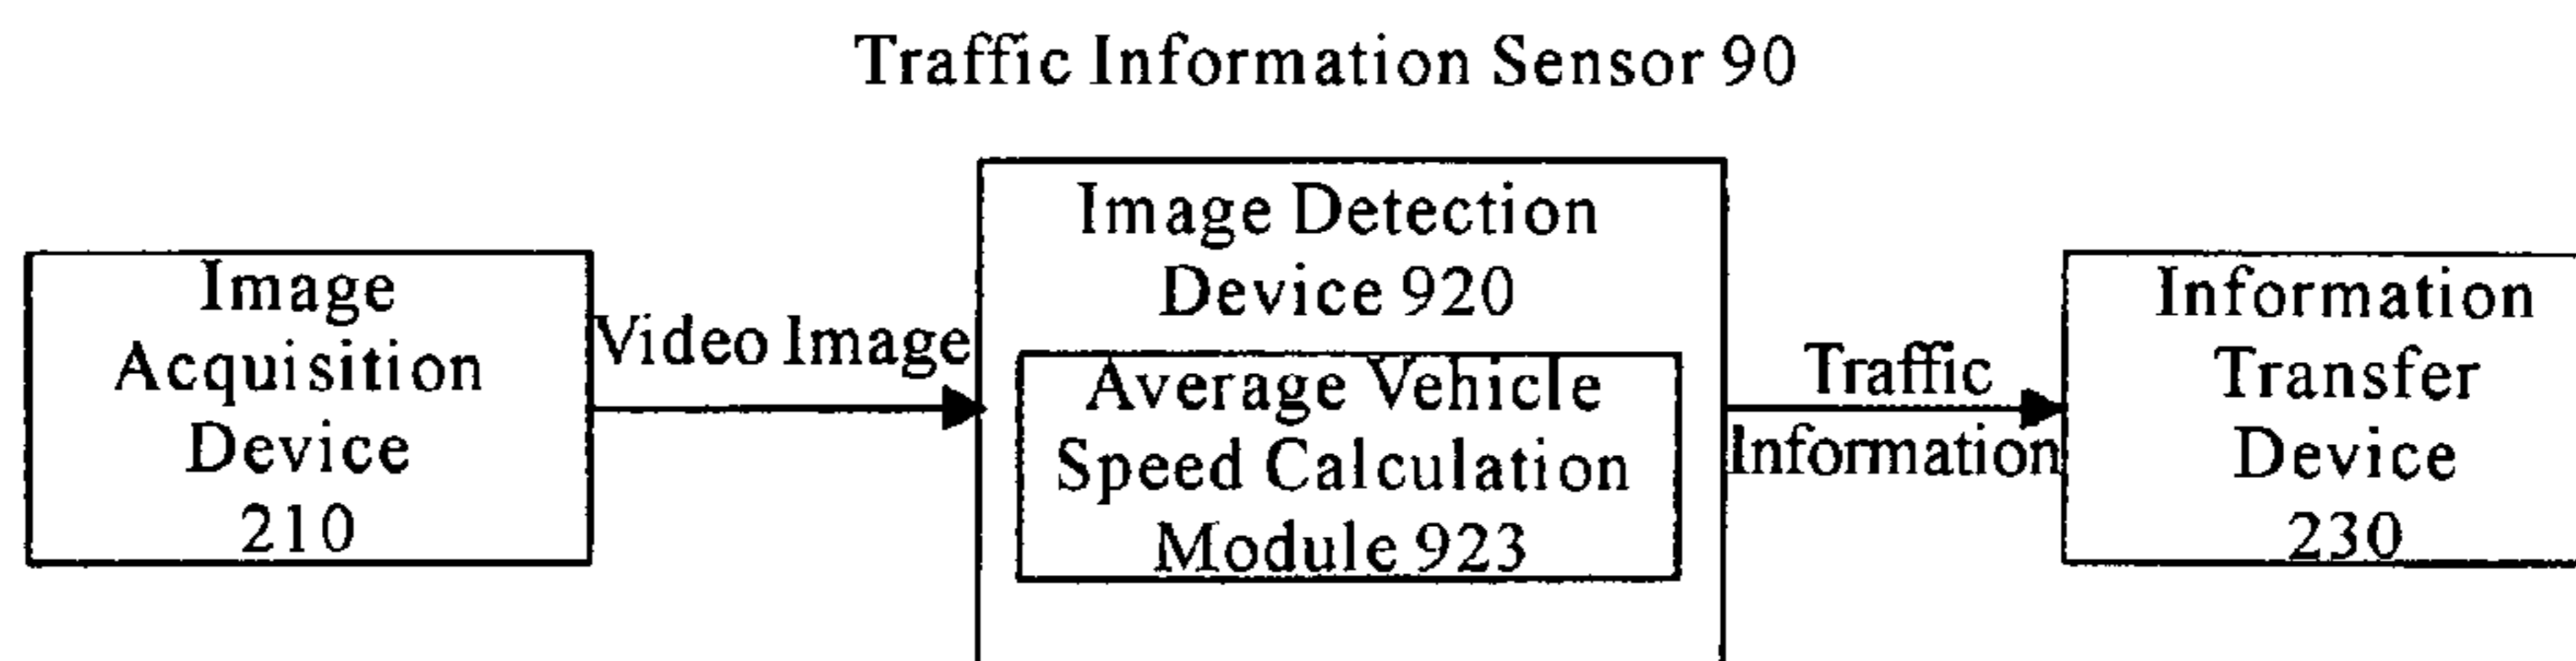 Traffic Information Sensor 90
Image
Acquisition
Device
210
Video Image
Image Detection
Device 920
Average Vehicle
Speed Calculation
Module 923
Traffic
Information
Information
Transfer
Device
230